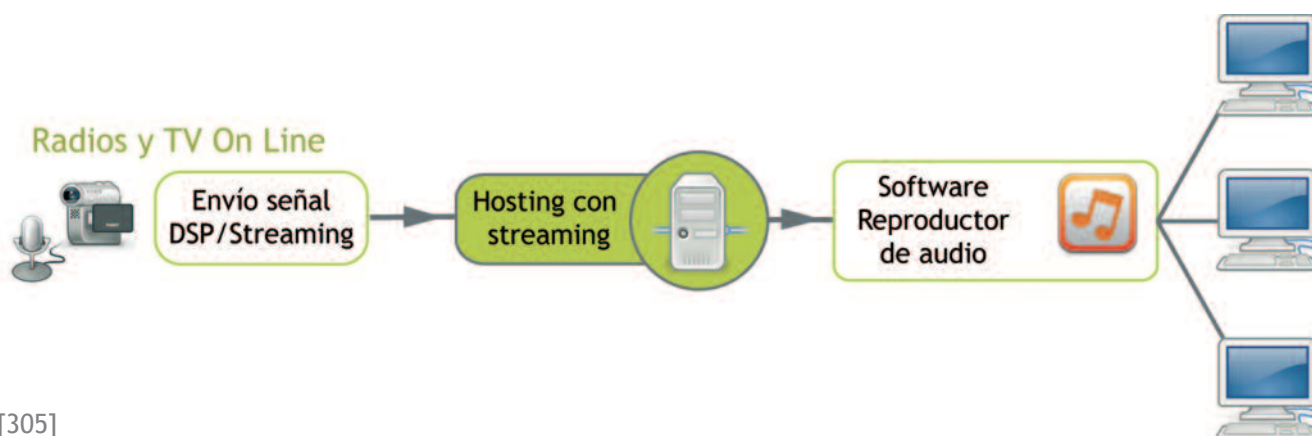 Radios y TV On Line
Envío señal
DSP/Streaming
Hosting con
streaming
Software
Reproductor
de audio
[305]